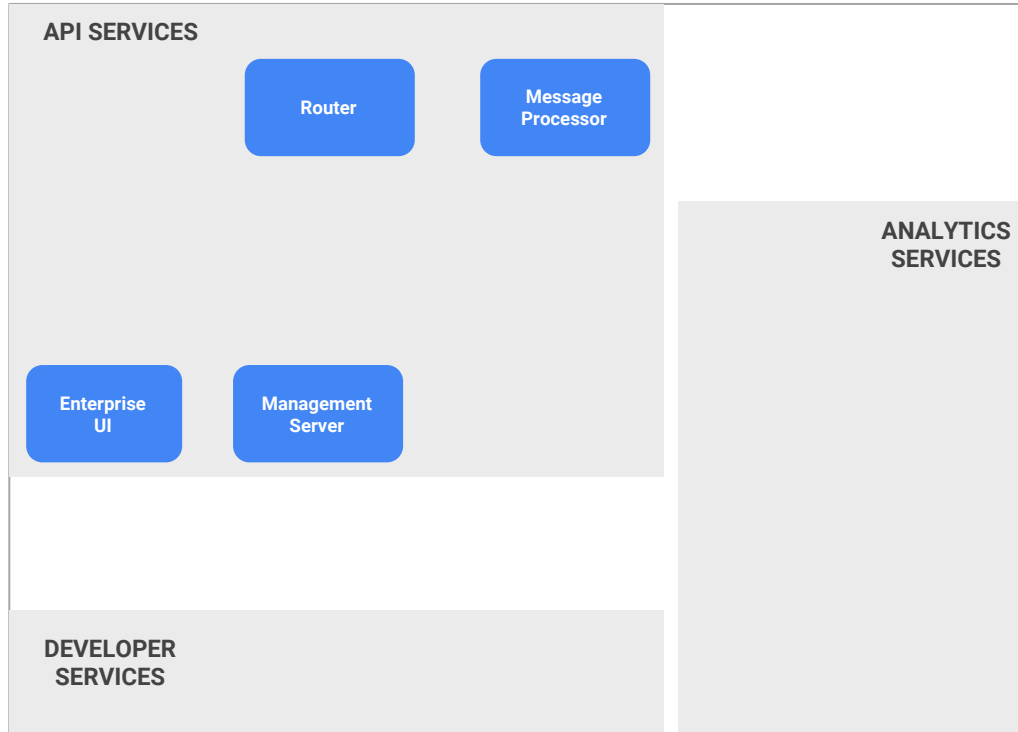 API SERVICES
Router
Message
Processor
ANALYTICS
SERVICES
Enterprise
UI
Management
Server
DEVELOPER
SERVICES